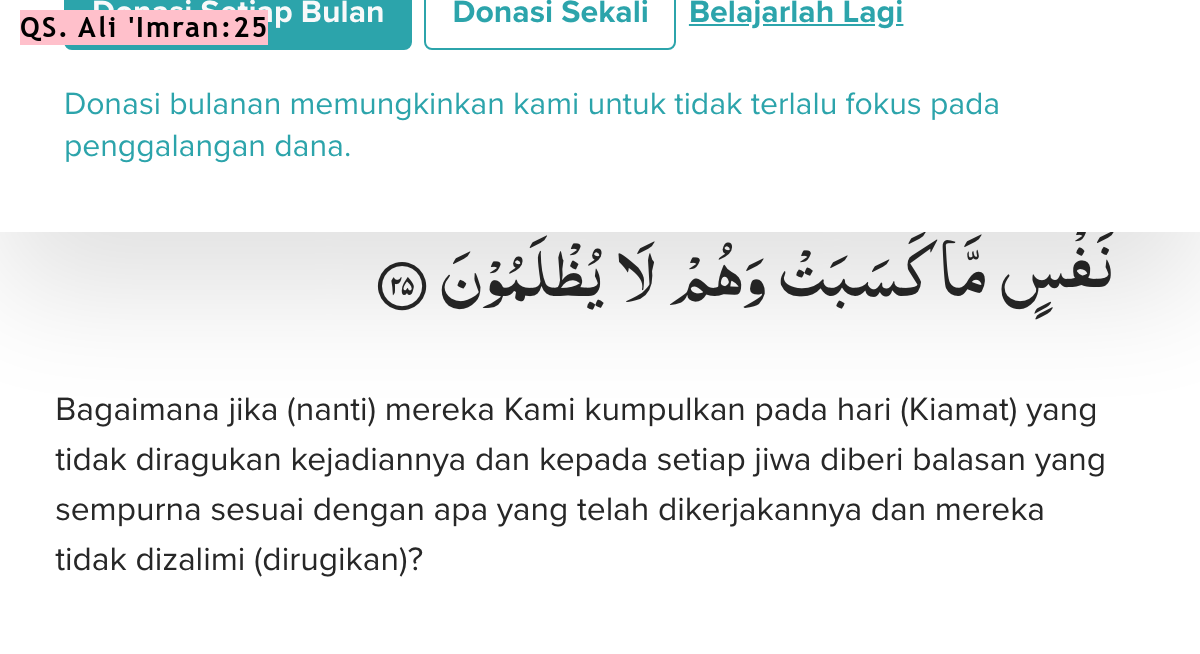 Donasi Setiap Bulan Donasi Sekali Belajarlah Lagi
QS. Ali 'Imran:25
Donasi bulanan memungkinkan kami untuk tidak terlalu fokus pada
penggalangan dana.
نَفْسٍ مَّا كَسَبَتْ وَهُمْ لَا يُظْلَمُوْنَ ٢٥
Bagaimana jika (nanti) mereka Kami kumpulkan pada hari (Kiamat) yang
tidak diragukan kejadiannya dan kepada setiap jiwa diberi balasan yang
sempurna sesuai dengan apa yang telah dikerjakannya dan mereka
tidak dizalimi (dirugikan)?